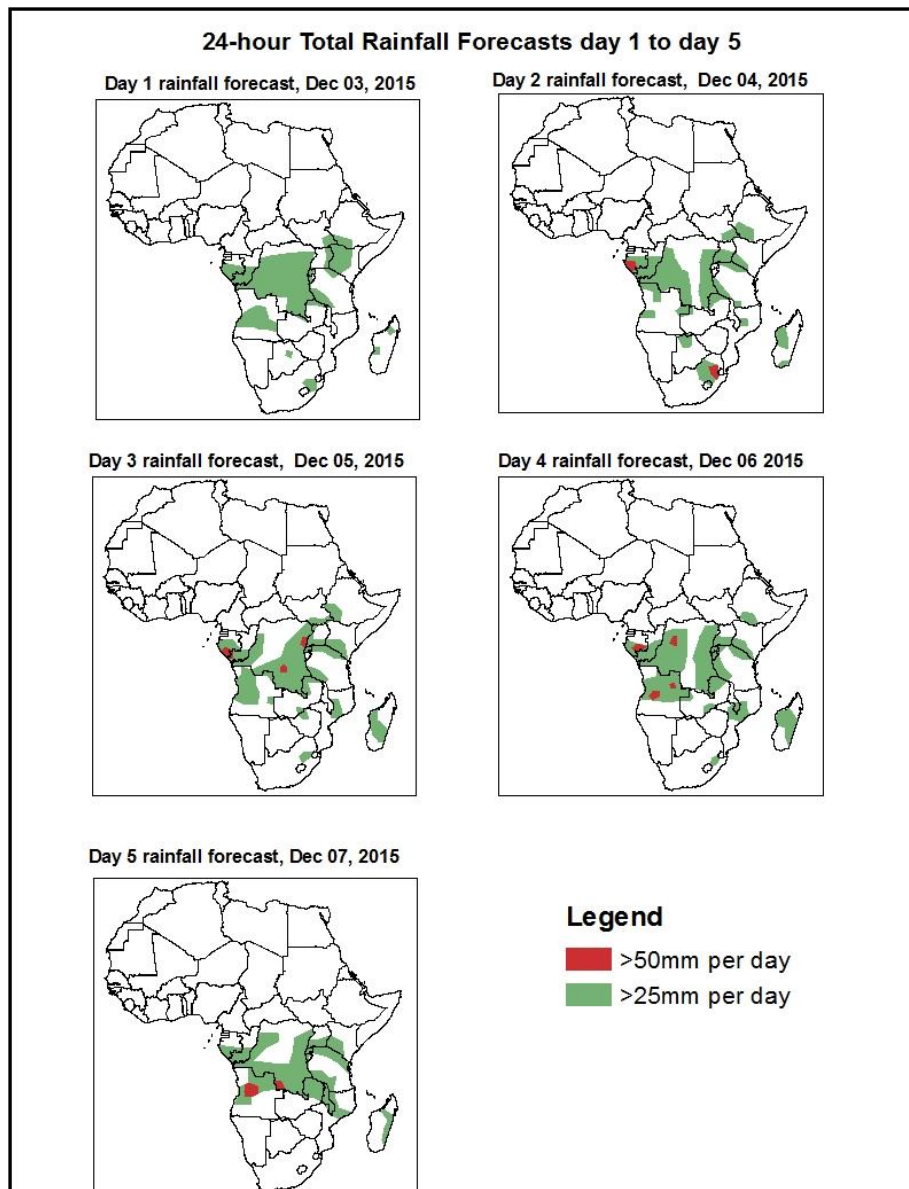 24-hour Total Rainfall Forecasts day 1 to day 5
Day 1 rainfall forecast, Dec 03, 2015
Day 2 rainfall forecast, Dec 04, 2015
Day 3 rainfall forecast, Dec 05, 2015
Day 4 rainfall forecast, Dec 06 2015
Day 5 rainfall forecast, Dec 07, 2015
Legend
>50mm per day
>25mm per day